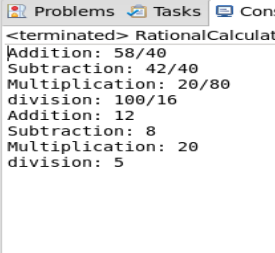 Problems Tasks
<terminated> RationalCalculat
Addition: 58/40
Subtraction: 42/40
Multiplication: 20/80
division: 100/16
Addition: 12
Subtraction: 8
Multiplication: 20
division: 5